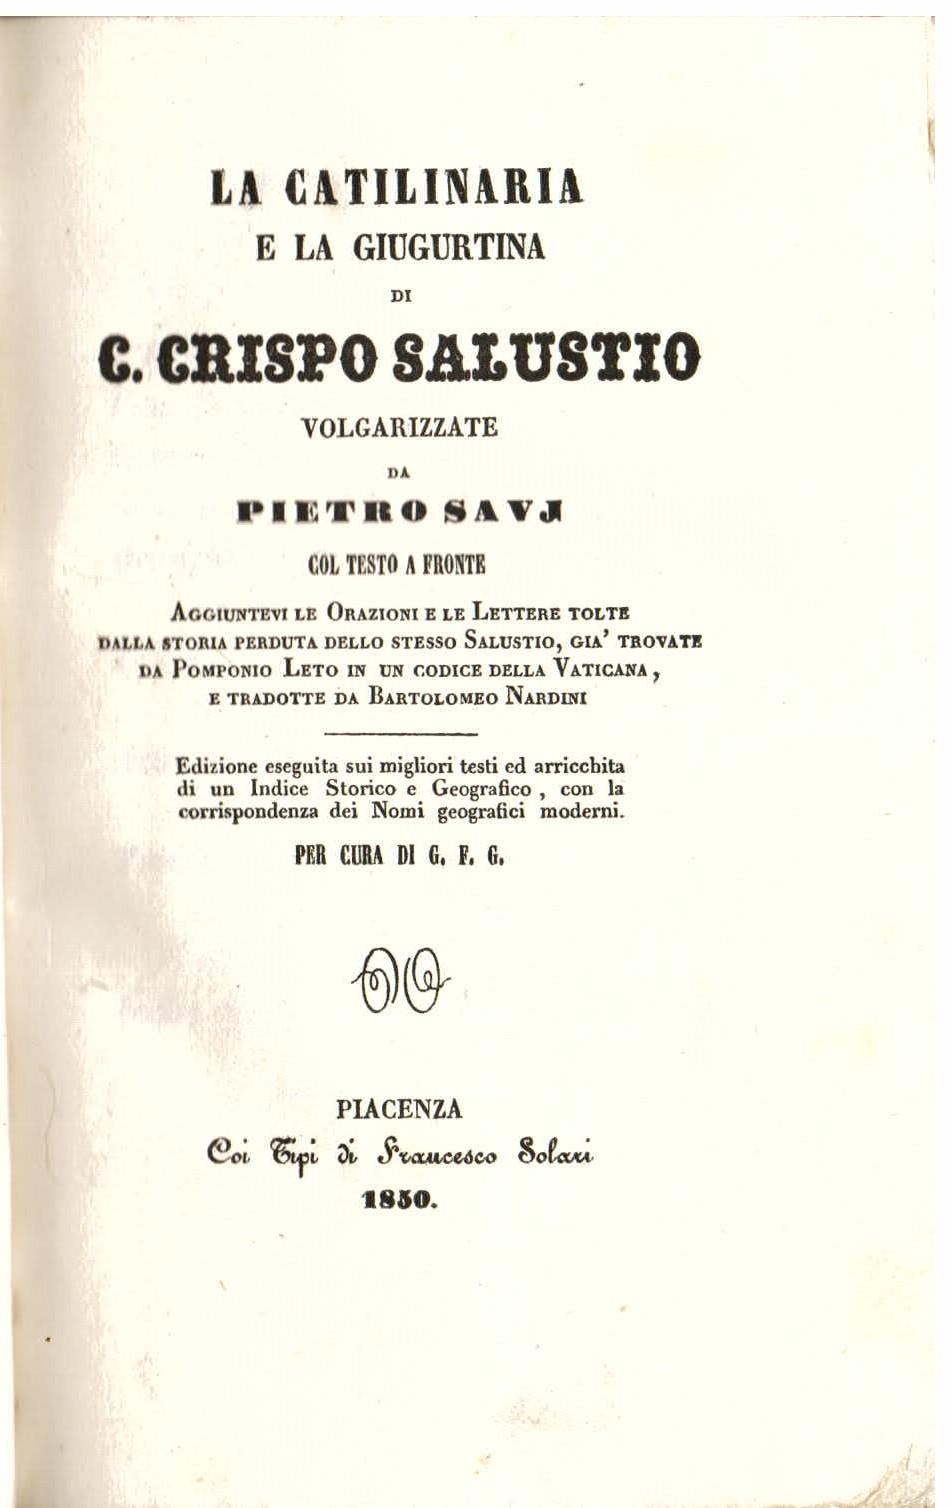 LA CATILINARIA
E LA GIUGURTINA
DI
C. CRISPO SALUSTIO
VOLGARIZZATE
DA
PIETRO SAVJ
COL TESTO A FRONTE
AGGIUNTEVI LE ORAZIONI E LE LETTERE TOLTE
DALLA STORIA PERDUTA DELLO STESSO SALUSTIO, GIA' TROVATE
DA POMPONIO LETO IN UN CODICE DELLA VATICANA,
E TRADOTTE DA BARTOLOMEO NARDINI
Edizione eseguita sui migliori testi ed arricchita
di un Indice Storico e Geografico, con la
corrispondenza dei Nomi geografici moderni.
PER CURA DI G. F. G.
PIACENZA
Coi Tipi di Francesco Solari
1850.